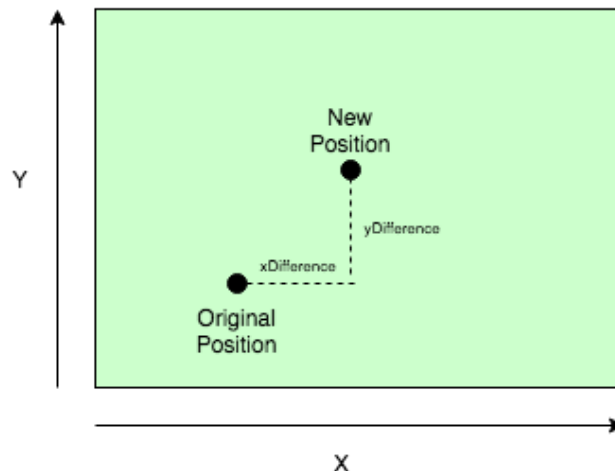 New
Position
Y
yDifference
xDifference
Original
Position
X